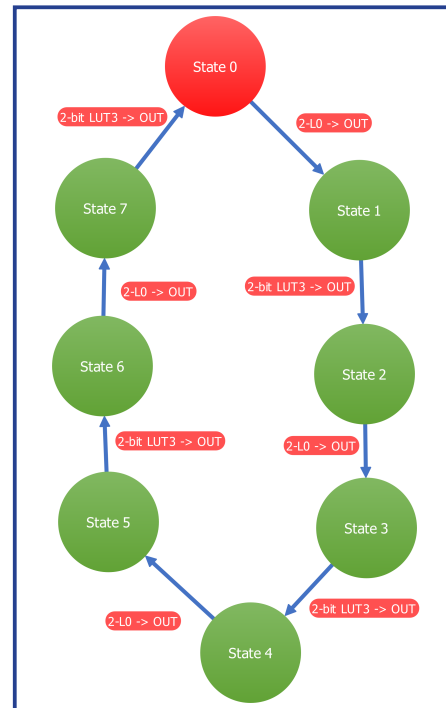 State 0
2-bit LUT3 -> OUT
2-L0 -> OUT
State 7
State 1
2-L0 -> OUT
2-bit LUT3 -> OUT
State 6
State 2
2-bit LUT3 -> OUT
2-L0 -> OUT
State 5
State 3
2-L0 -> OUT
2-bit LUT3 -> OUT
State 4